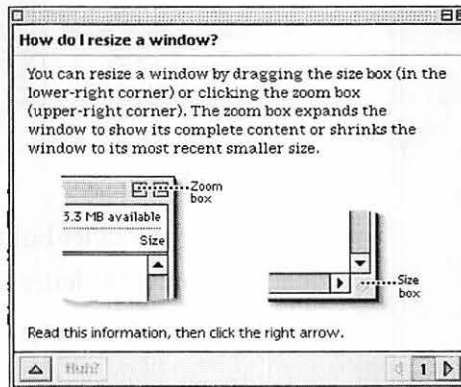 How do I resize a window?
You can resize a window by dragging the size box (in the
lower-right corner) or clicking the zoom box
(upper-right corner). The zoom box expands the
window to show its complete content or shrinks the
window to its most recent smaller size.
Zoom
box
3.3 MB available
Size
Size
box
Read this information, then click the right arrow.
Huh?
1